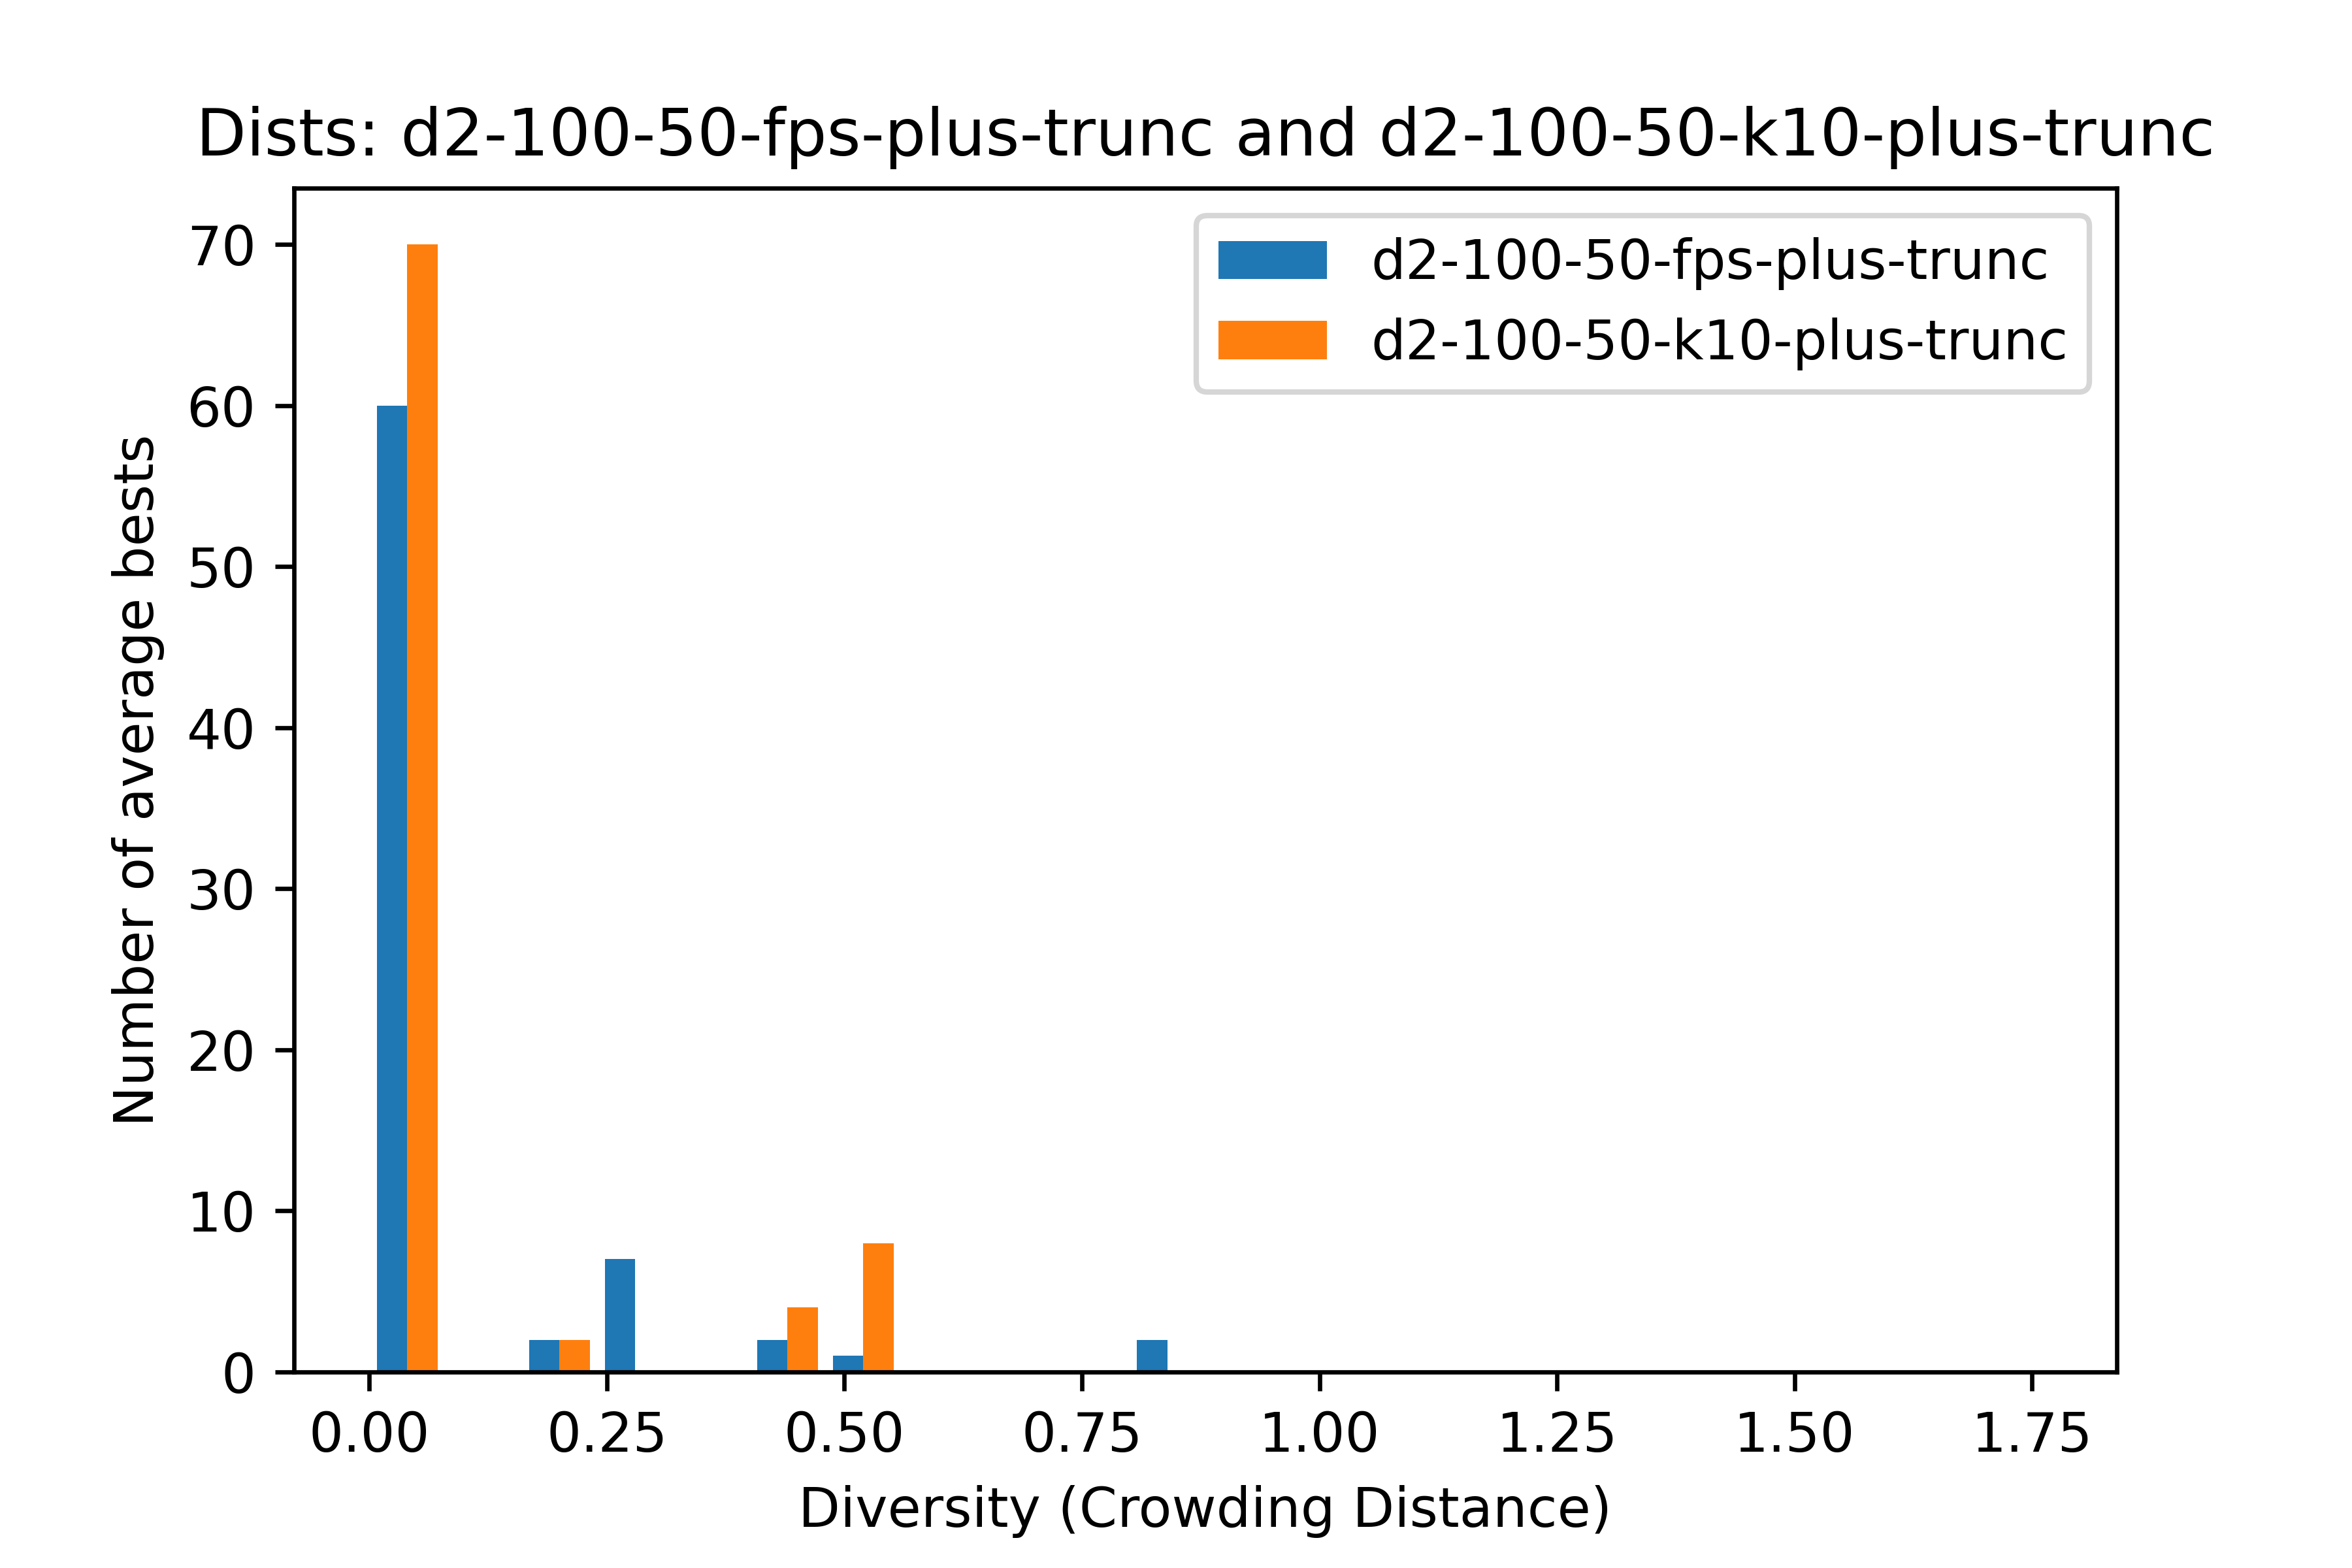 Dists: d2-100-50-fps-plus-trunc and d2-100-50-k10-plus-trunc
d2-100-50-fps-plus-trunc
d2-100-50-k10-plus-trunc
Number of average bests
70
60
50
40
30
20
10
0
0.00 0.25 0.50 0.75 1.00 1.25 1.50 1.75
Diversity (Crowding Distance)